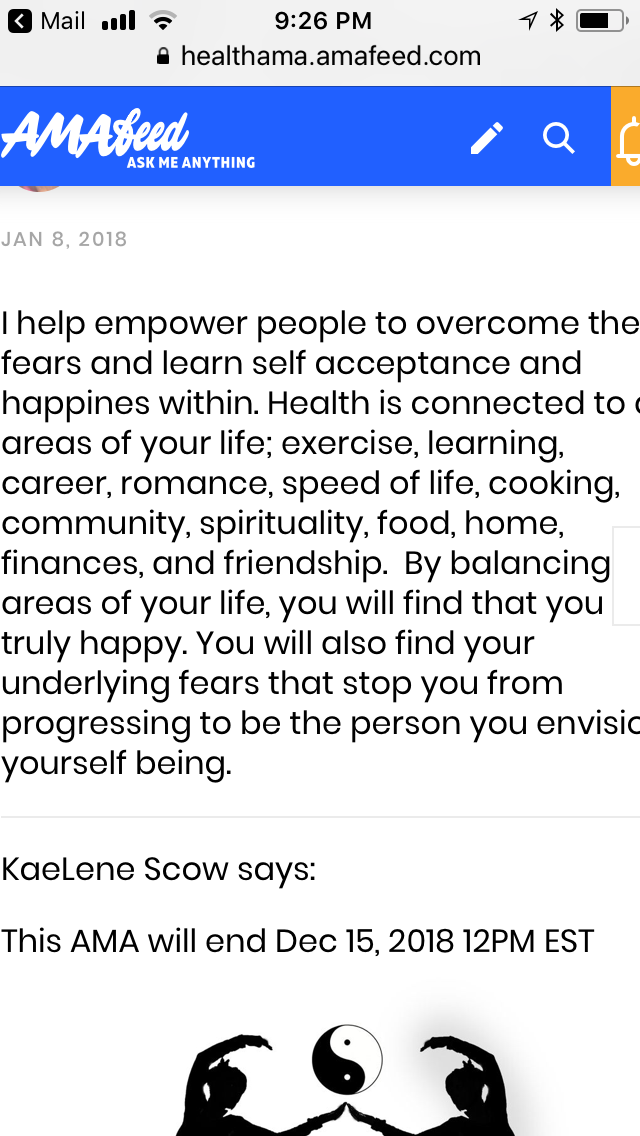 Mail 9:26 PM
healthama.amafeed.com
AMAfeed
ASK ME ANYTHING
JAN 8, 2018
I help empower people to overcome the
fears and learn self acceptance and
happines within. Health is connected to
areas of your life; exercise, learning,
career, romance, speed of life, cooking,
community, spirituality, food, home,
finances, and friendship. By balancing
areas of your life, you will find that you
truly happy. You will also find your
underlying fears that stop you from
progressing to be the person you envisio
yourself being.
KaeLene Scow says:
This AMA will end Dec 15, 2018 12PM EST